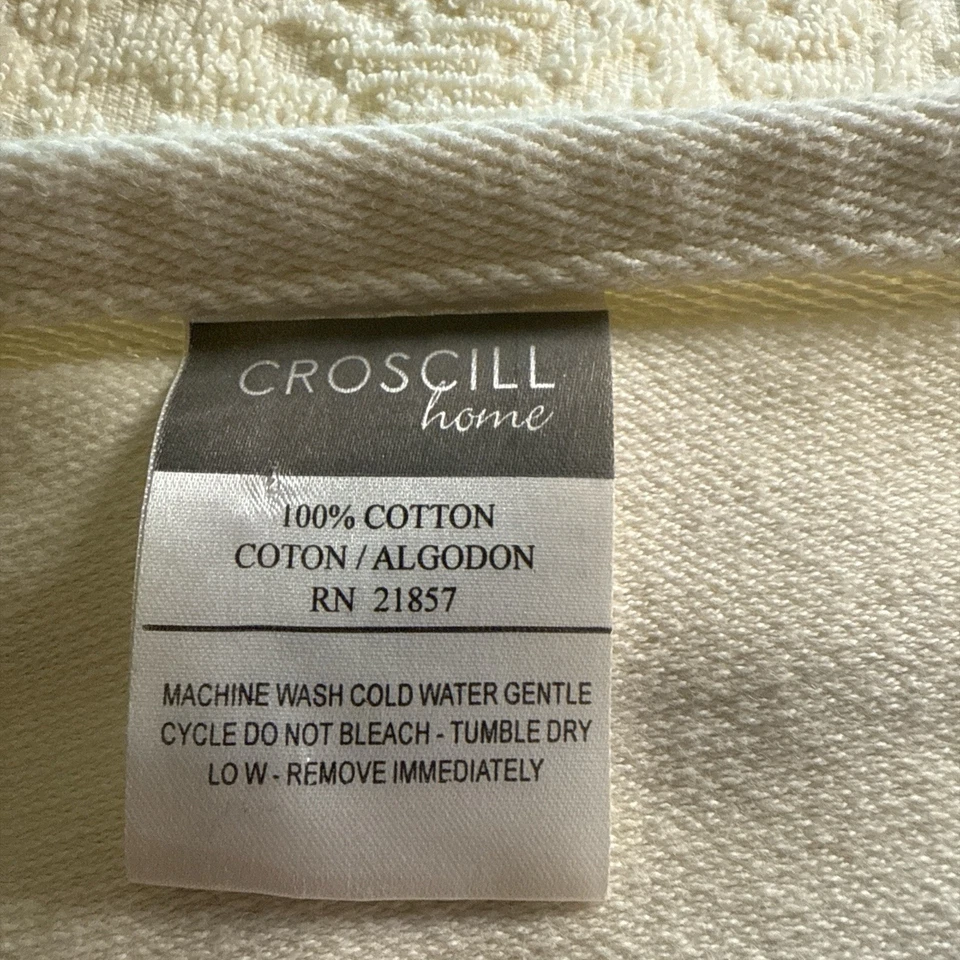 CROSCILL
home
100% COTTON
COTON / ALGODON
RN 21857
MACHINE WASH COLD WATER GENTLE
CYCLE DO NOT BLEACH - TUMBLE DRY
LO W - REMOVE IMMEDIATELY